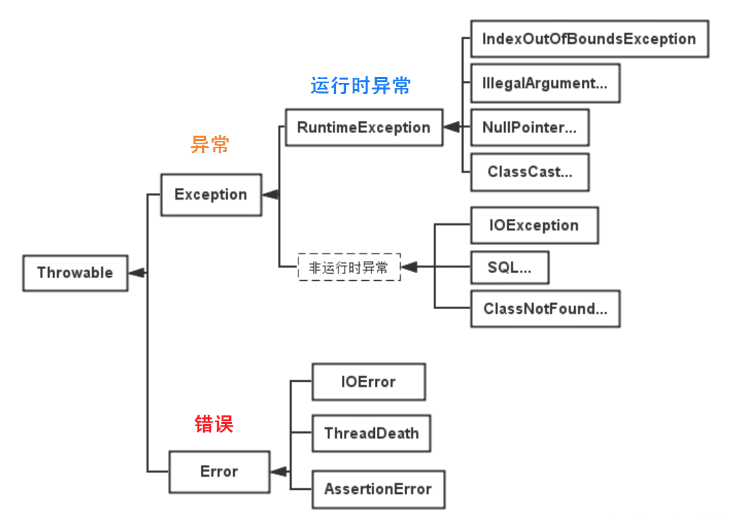 IndexOutOfBoundsException
运行时异常
IllegalArgument...
RuntimeException
NullPointer...
异常
ClassCast...
Exception
IOException
Throwable
非运行时异常
SQL...
ClassNotFound...
IOError
错误
ThreadDeath
Error
AssertionError